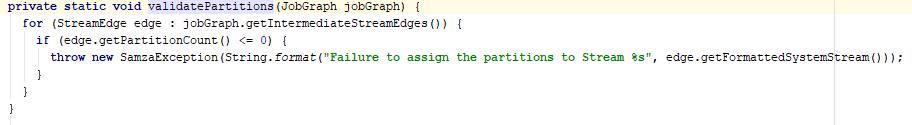 private static void validatePartitions(JobGraph jobGraph) {
  for (StreamEdge edge : jobGraph.getIntermediateStreamEdges()) {
    if (edge.getPartitionCount() <= 0) {
      throw new SamzaException(String.format("Failure to assign the partitions to Stream %s", edge.getFormattedSystemStream()));
    }
  }
}